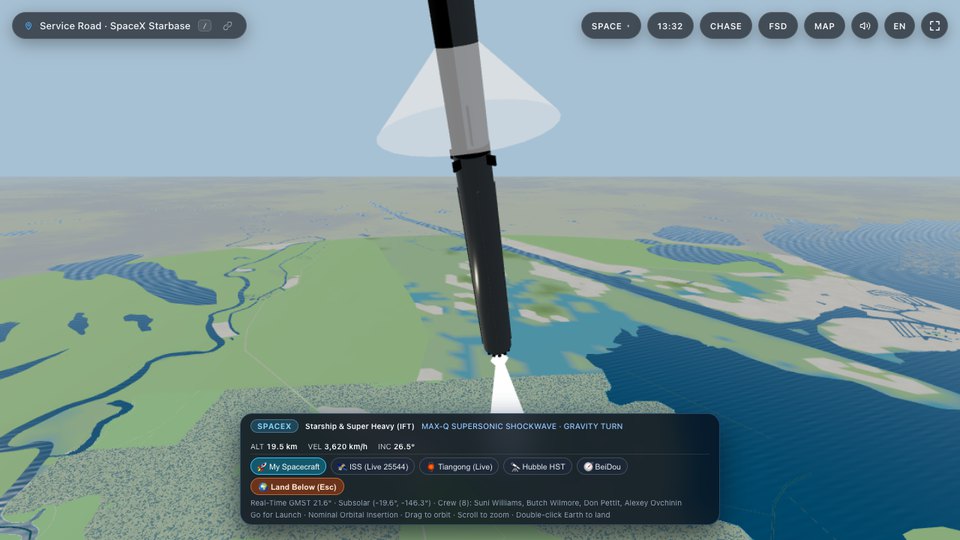 Service Road · SpaceX Starbase /
SPACE · 13:32 CHASE FSD MAP EN
SPACEX Starship & Super Heavy (IFT) MAX-Q SUPERSONIC SHOCKWAVE · GRAVITY TURN
ALT 19.5 km VEL 3,620 km/h INC 26.5°
My Spacecraft ISS (Live 25544) Tiangong (Live) Hubble HST BeiDou
Land Below (Esc)
Real-Time GMST 21.6° · Subsolar (-19.6°, -146.3°) · Crew (8): Suni Williams, Butch Wilmore, Don Pettit, Alexey Ovchinin
Go for Launch · Nominal Orbital Insertion · Drag to orbit · Scroll to zoom · Double-click Earth to land